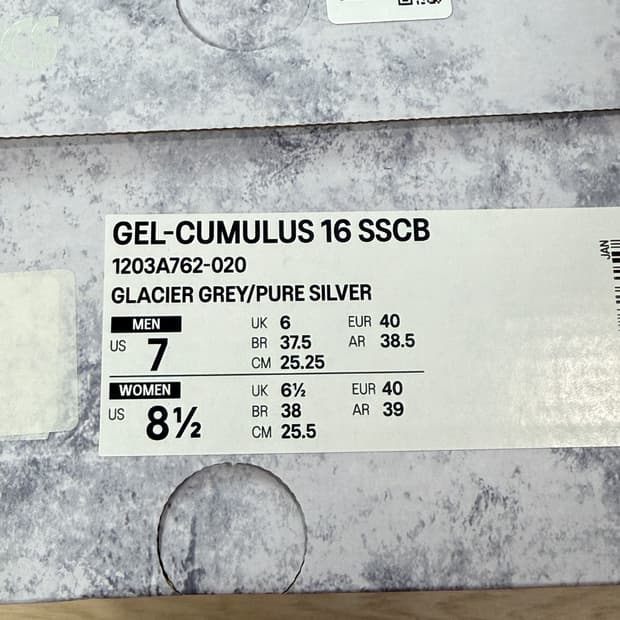 GEL-CUMULUS 16 SSCB
1203A762-020
GLACIER GREY/PURE SILVER
MEN
US 7
UK 6 EUR 40
BR 37.5 AR 38.5
CM 25.25
WOMEN
US 8½
UK 6½ EUR 40
BR 38 AR 39
CM 25.5
JAN